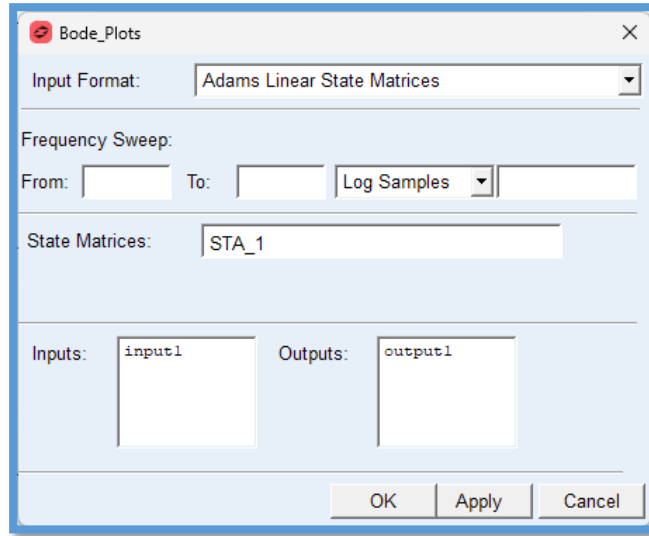 Bode_Plots
Input Format: Adams Linear State Matrices
Frequency Sweep:
From: To: Log Samples
State Matrices: STA_1
Inputs: input1 Outputs: output1
OK Apply Cancel